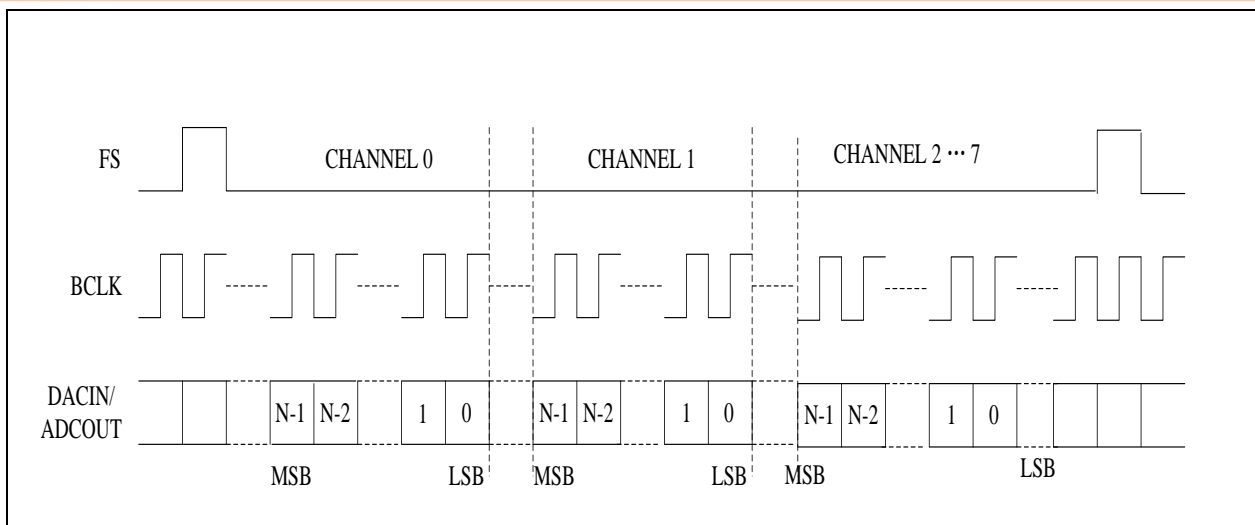 FS
CHANNEL 0
CHANNEL 1
CHANNEL 2 ··· 7
BCLK
DACIN/
ADCOUT
N-1 N-2 1 0 N-1 N-2 1 0 N-1 N-2 1 0
MSB LSB MSB LSB MSB LSB